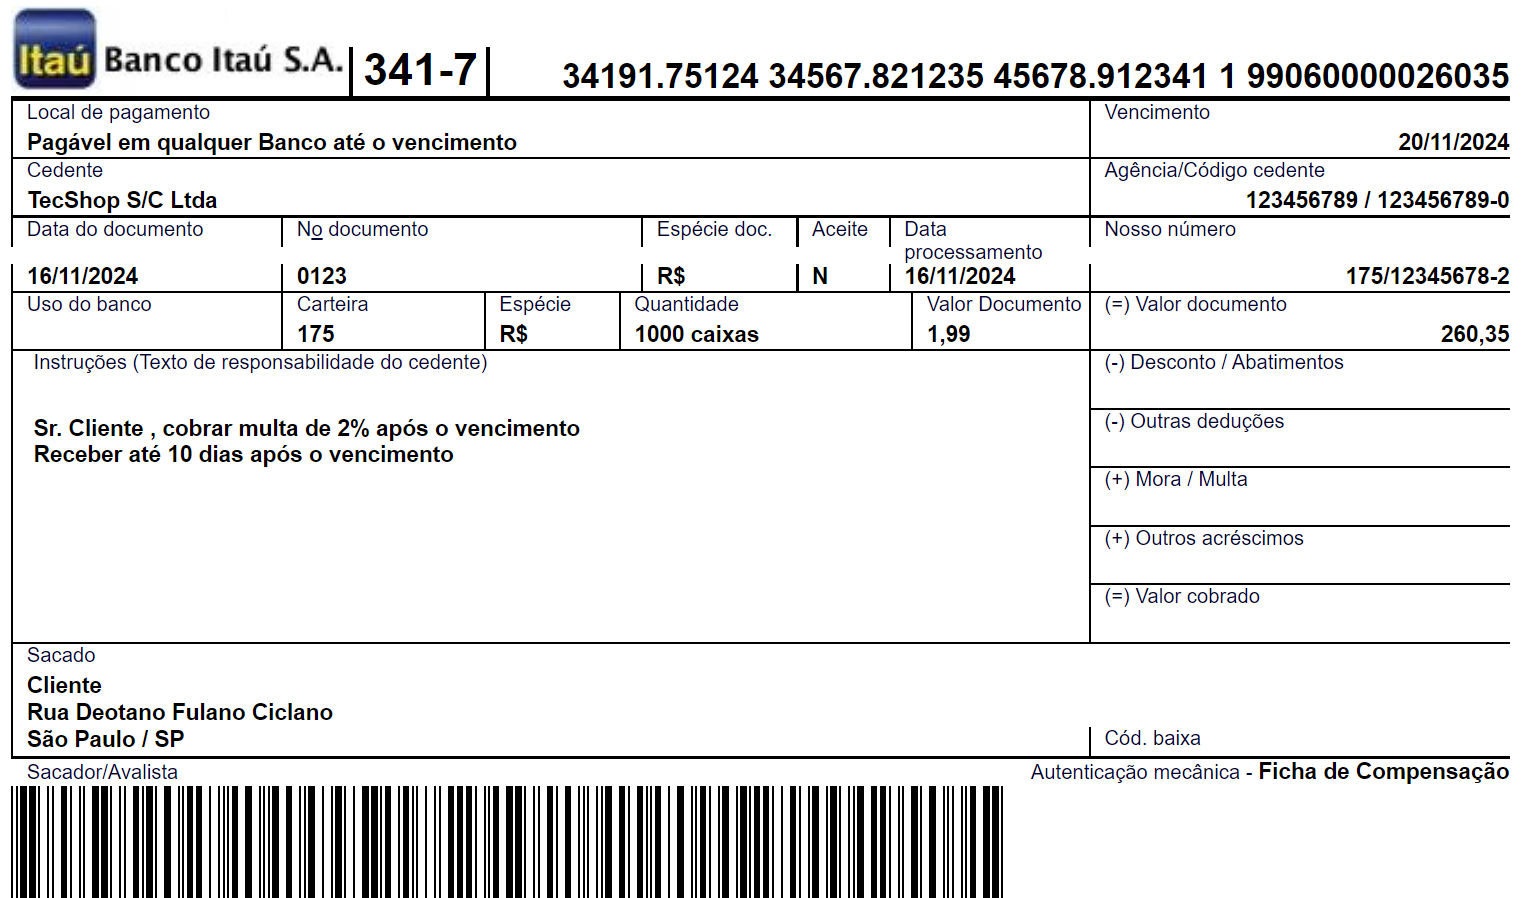 Itaú Banco Itaú S.A. 341-7 34191.75124 34567.821235 45678.912341 1 99060000026035
Local de pagamento Vencimento
Pagável em qualquer Banco até o vencimento 20/11/2024
Cedente Agência/Código cedente
TecShop S/C Ltda 123456789 / 123456789-0
Data do documento No documento Espécie doc. Aceite Data processamento Nosso número
16/11/2024 0123 R$ N 16/11/2024 175/12345678-2
Uso do banco Carteira Espécie Quantidade Valor Documento (=) Valor documento
175 R$ 1000 caixas 1,99 260,35
Instruções (Texto de responsabilidade do cedente) (-) Desconto / Abatimentos
(-) Outras deduções
Sr. Cliente , cobrar multa de 2% após o vencimento
Receber até 10 dias após o vencimento
(+) Mora / Multa
(+) Outros acréscimos
(=) Valor cobrado
Sacado
Cliente
Rua Deotano Fulano Ciclano
São Paulo / SP Cód. baixa
Sacador/Avalista Autenticação mecânica - Ficha de Compensação